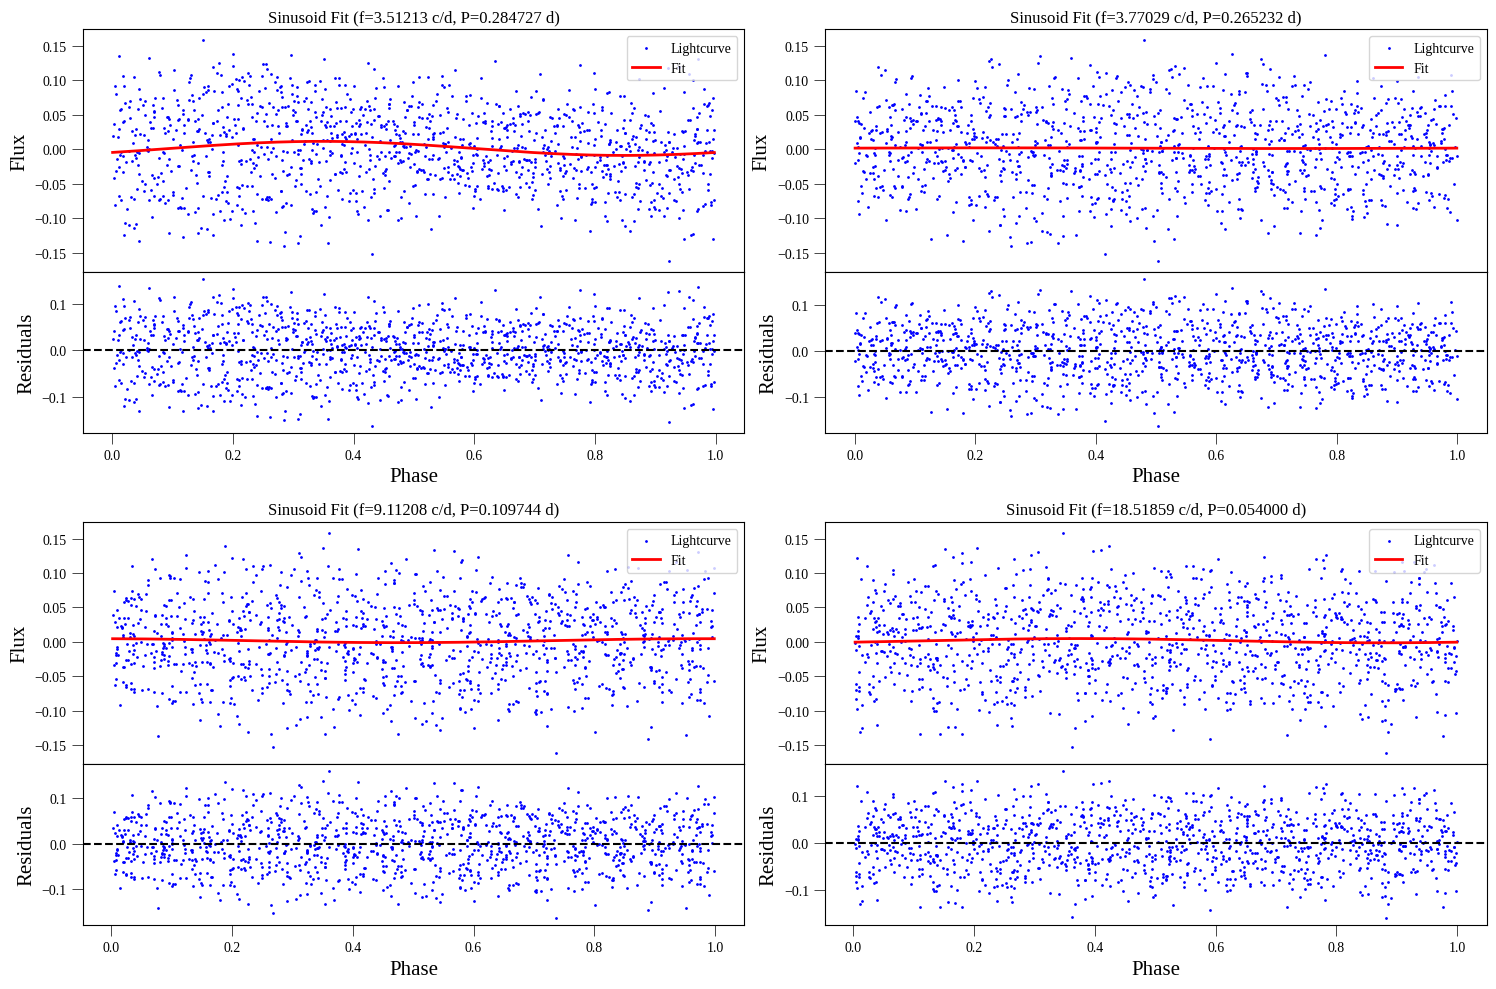 Sinusoid Fit (f=3.51213 c/d, P=0.284727 d)
0.15
0.10
0.05
0.00
−0.05
−0.10
−0.15
Flux
Lightcurve
Fit
0.1
0.0
−0.1
Residuals
0.0 0.2 0.4 0.6 0.8 1.0
Phase
Sinusoid Fit (f=3.77029 c/d, P=0.265232 d)
0.15
0.10
0.05
0.00
−0.05
−0.10
−0.15
Flux
Lightcurve
Fit
0.1
0.0
−0.1
Residuals
0.0 0.2 0.4 0.6 0.8 1.0
Phase
Sinusoid Fit (f=9.11208 c/d, P=0.109744 d)
0.15
0.10
0.05
0.00
−0.05
−0.10
−0.15
Flux
Lightcurve
Fit
0.1
0.0
−0.1
Residuals
0.0 0.2 0.4 0.6 0.8 1.0
Phase
Sinusoid Fit (f=18.51859 c/d, P=0.054000 d)
0.15
0.10
0.05
0.00
−0.05
−0.10
−0.15
Flux
Lightcurve
Fit
0.1
0.0
−0.1
Residuals
0.0 0.2 0.4 0.6 0.8 1.0
Phase